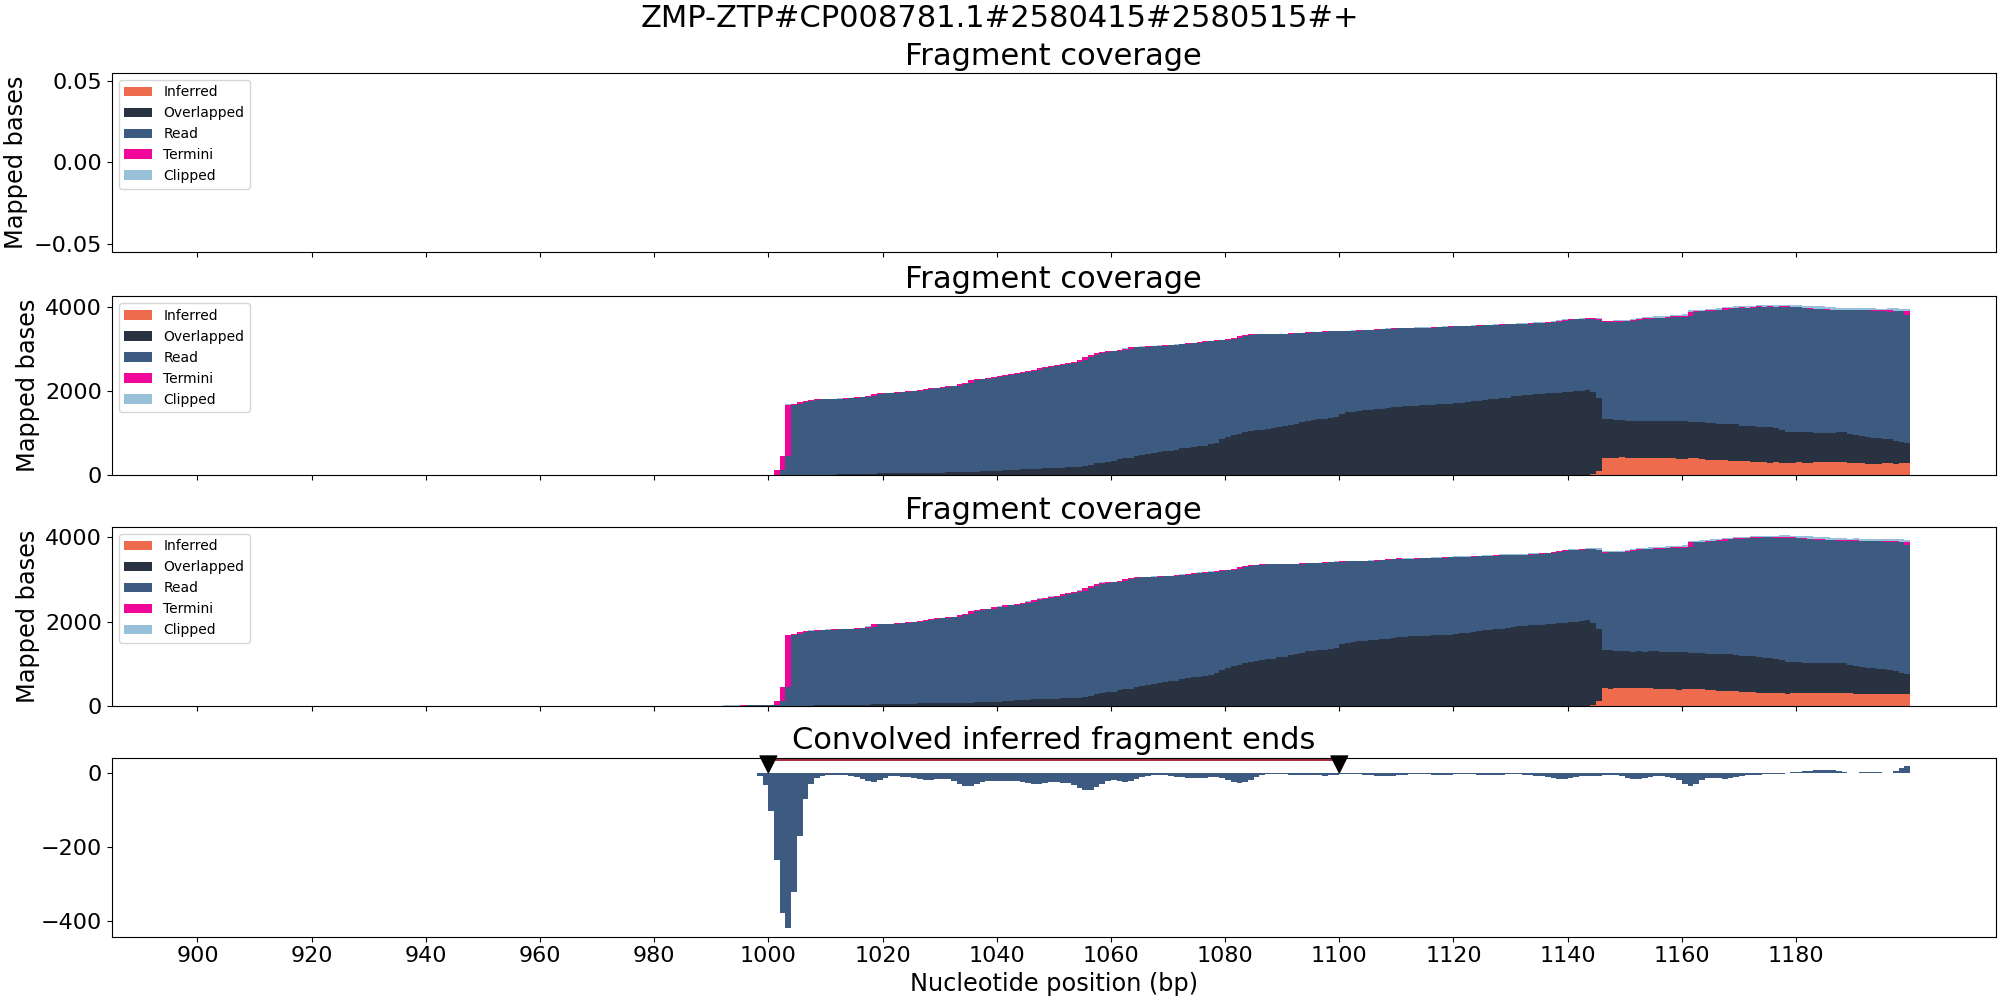 ZMP-ZTP#CP008781.1#2580415#2580515#+
Fragment coverage
Mapped bases
0.05
0.00
−0.05
Inferred
Overlapped
Read
Termini
Clipped
Fragment coverage
Mapped bases
4000
2000
0
Inferred
Overlapped
Read
Termini
Clipped
Fragment coverage
Mapped bases
4000
2000
0
Inferred
Overlapped
Read
Termini
Clipped
Convolved inferred fragment ends
0
−200
−400
900 920 940 960 980 1000 1020 1040 1060 1080 1100 1120 1140 1160 1180
Nucleotide position (bp)